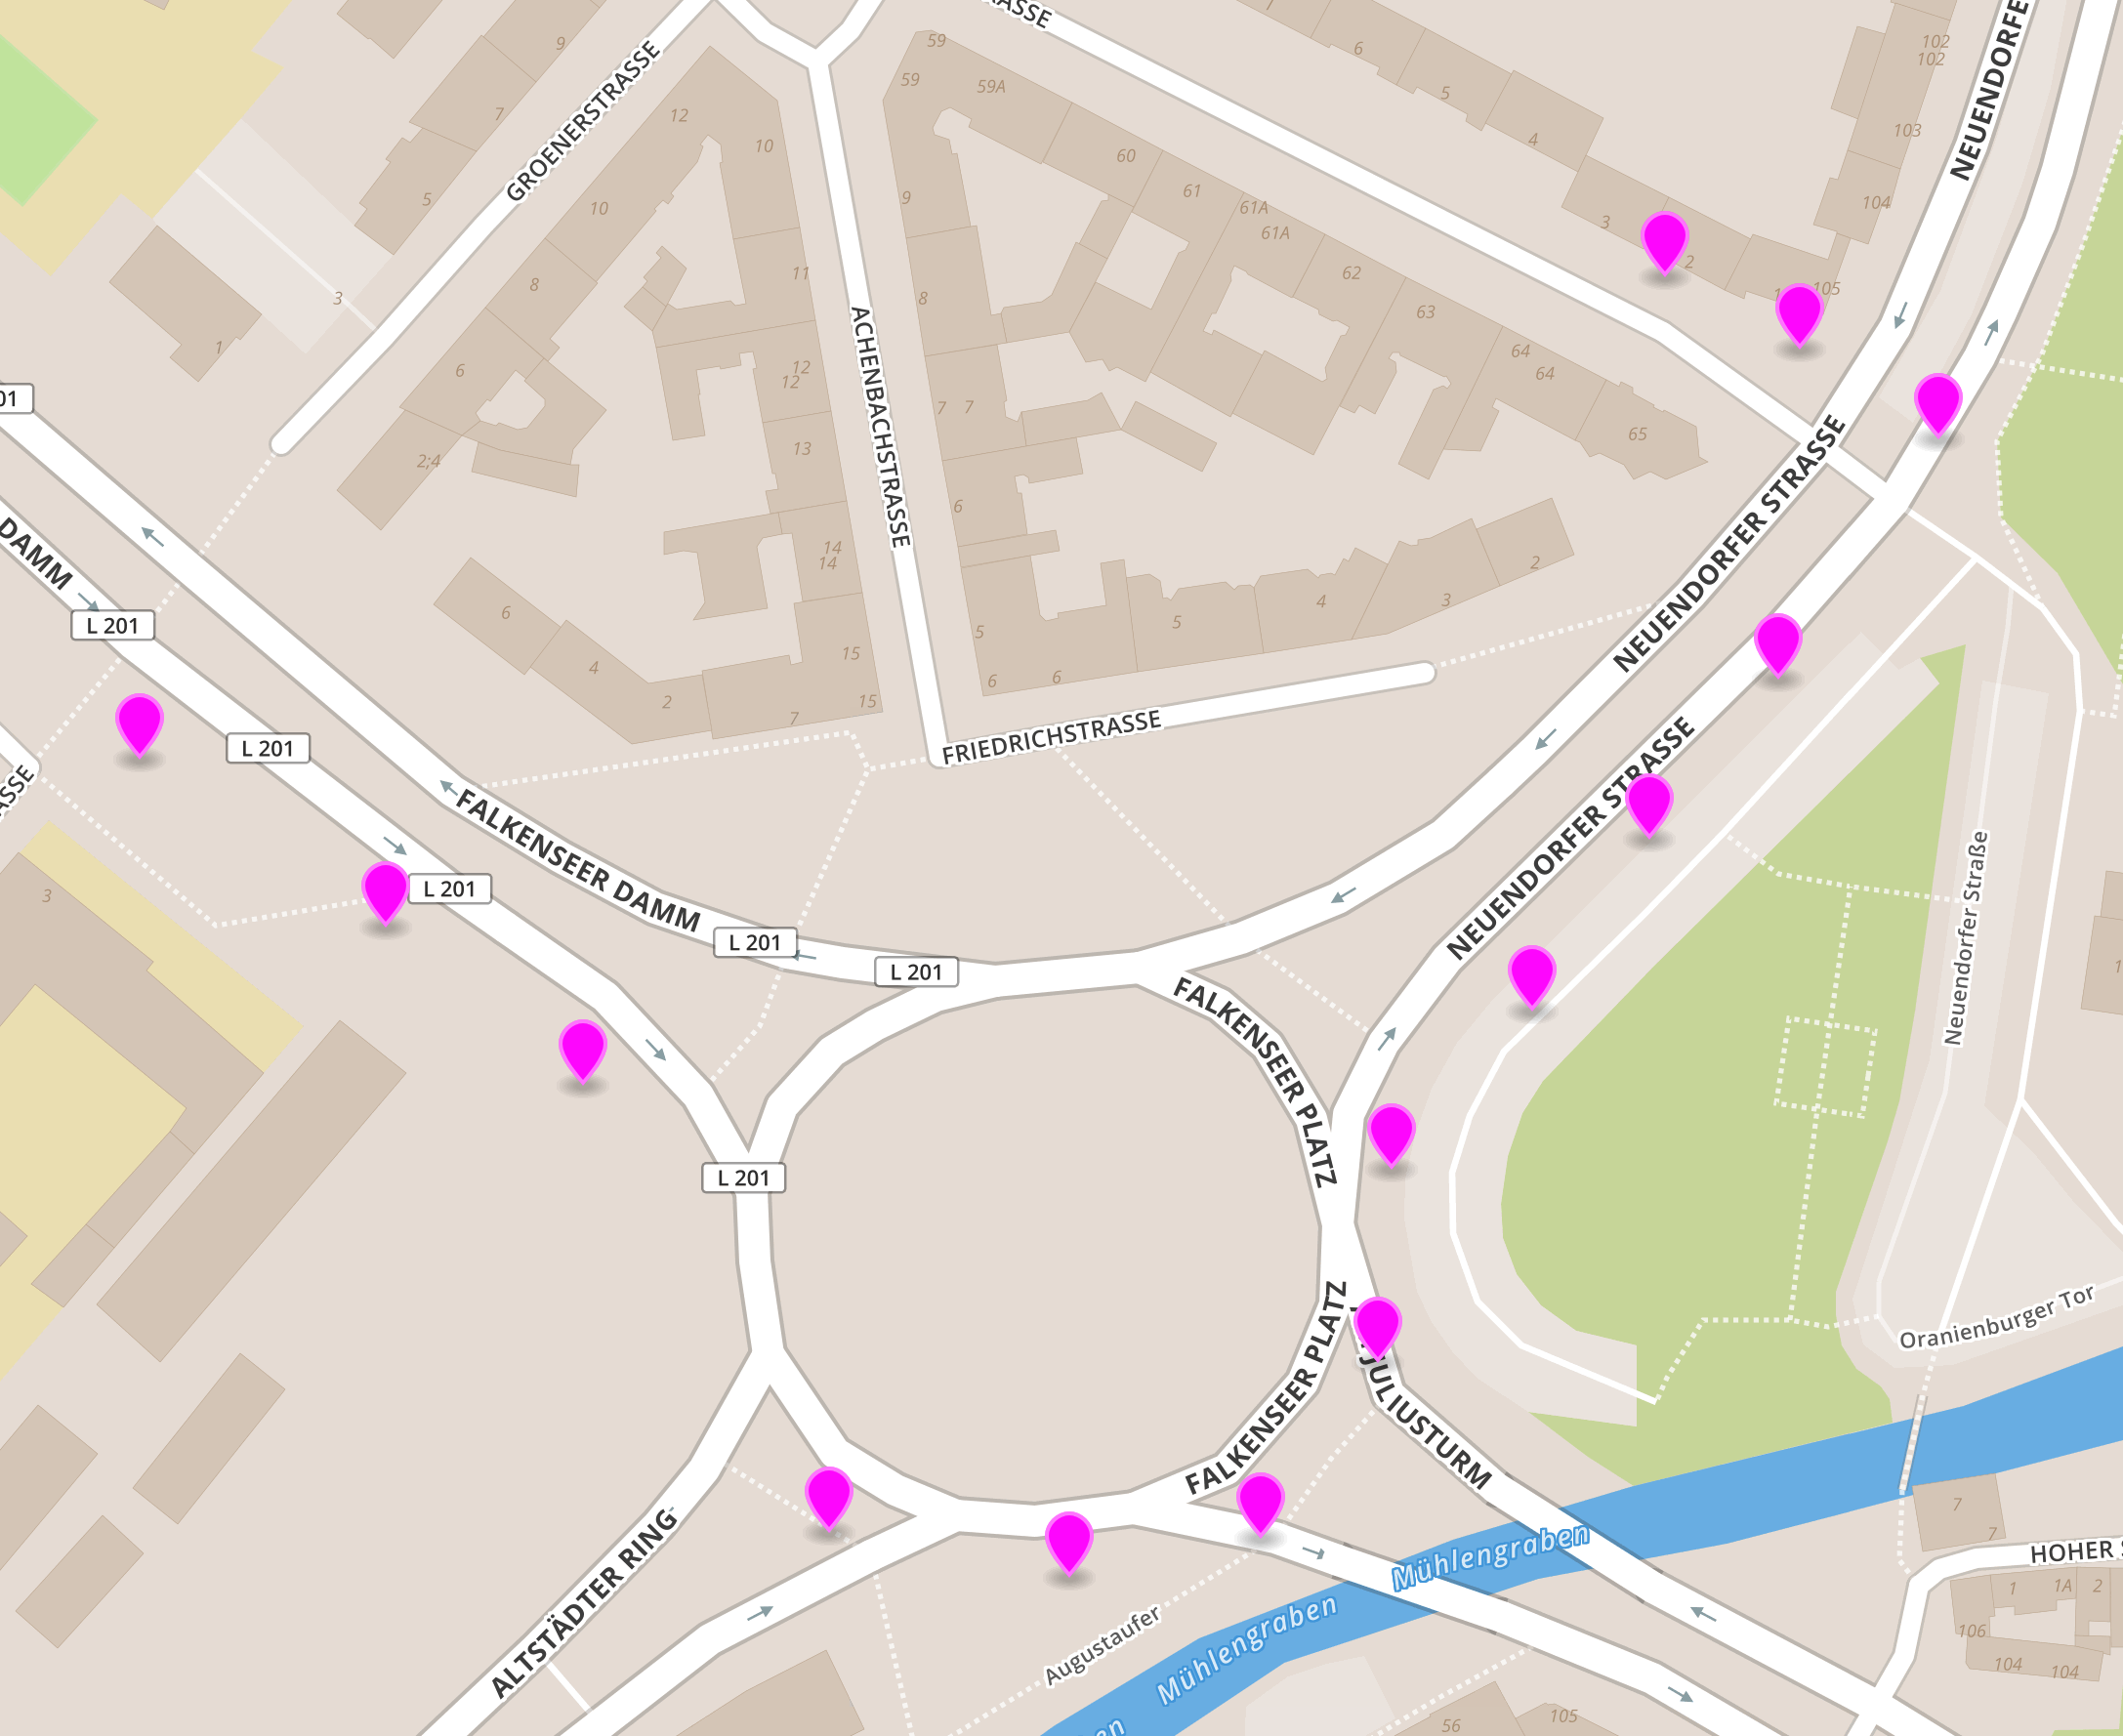 ASSE
59
102
102
NEUENDORFE
9
7
6
5
GROENERSTRASSE
12
10
59
59A
103
7
4
60
5
10
9
61
61A
61A
3
2
104
62
105
3
8
11
8
63
64
64
1
6
12
12
ACHENBACHSTRASSE
7
7
65
01
NEUENDORFER STRASSE
2;4
13
6
DAMM
14
14
2
6
5
5
4
3
L 201
4
15
6
6
2
15
7
L 201
FRIEDRICHSTRASSE
NEUENDORFER STRASSE
ASSE
FALKENSEER DAMM
L 201
3
L 201
L 201
Neuendorfer Straße
FALKENSEER PLATZ
L 201
FALKENSEER PLATZ
JULIUSTURM
Oranienburger Tor
ALTSTÄDTER RING
Mühlengraben
7
7
HOHER S
Mühlengraben
Augustaufer
1
1A
2
106
104
104
56
105